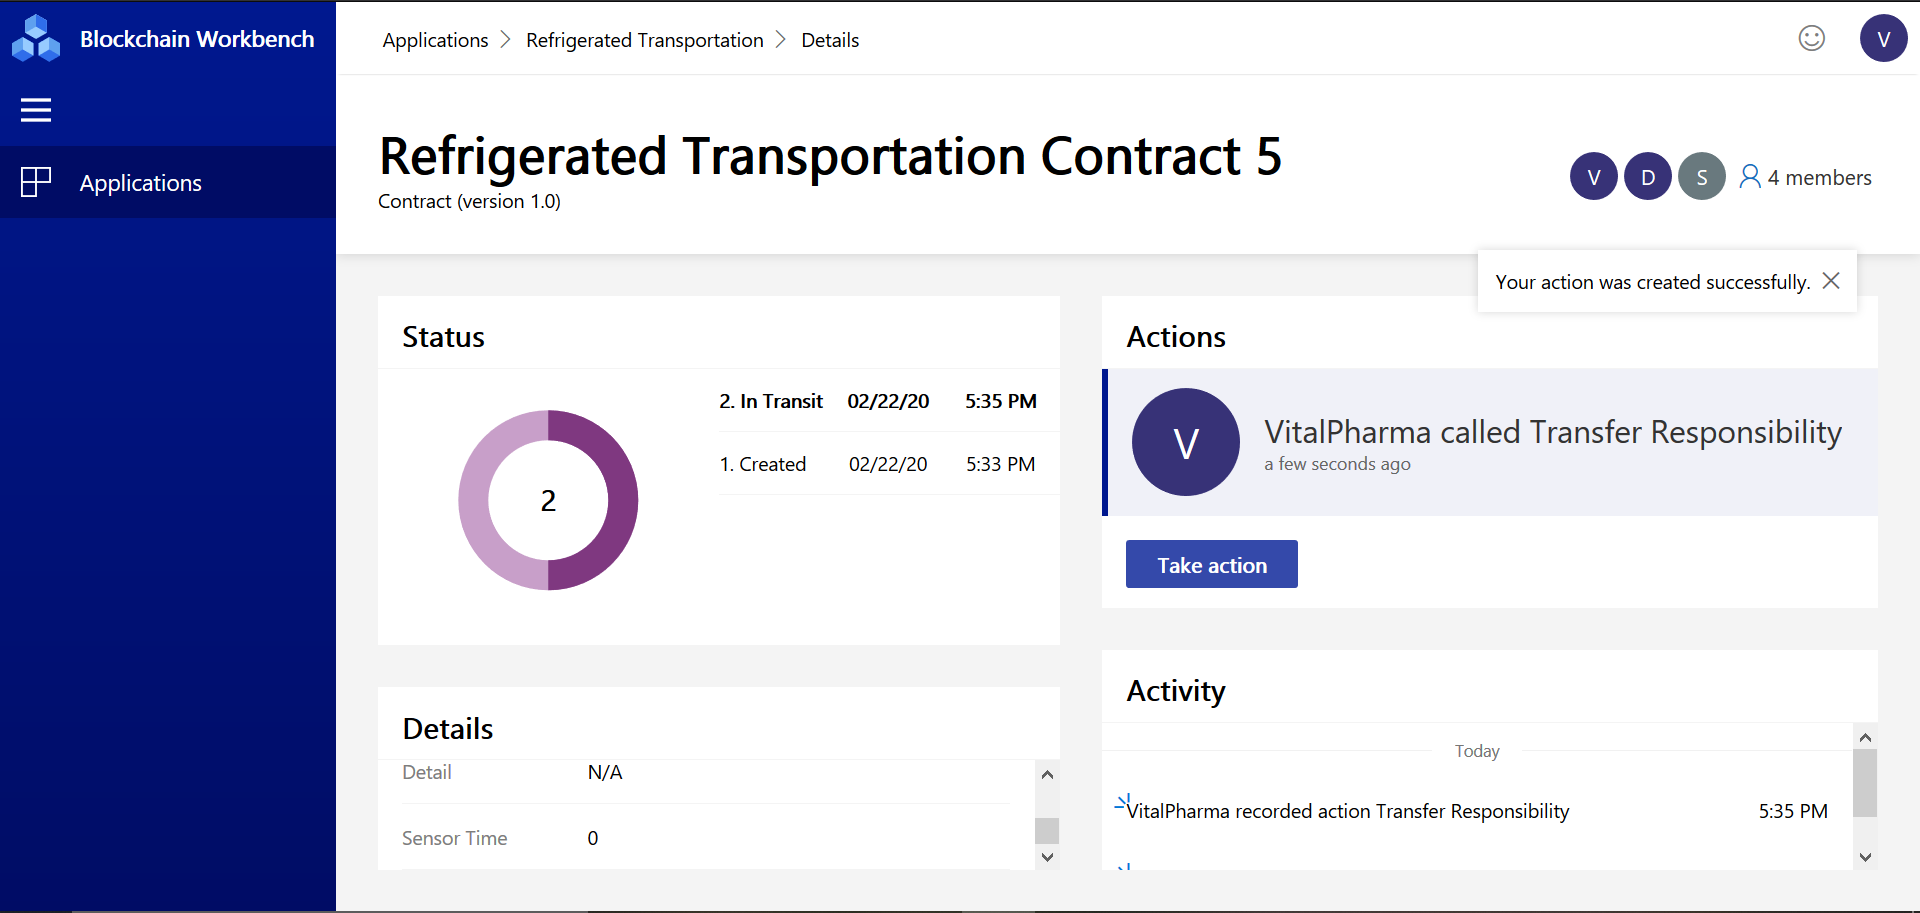 Blockchain Workbench
Applications
Applications > Refrigerated Transportation > Details
V
Refrigerated Transportation Contract 5
Contract (version 1.0)
V D S 4 members
Your action was created successfully.
Status
2
2. In Transit 02/22/20 5:35 PM
1. Created 02/22/20 5:33 PM
Actions
V
VitalPharma called Transfer Responsibility
a few seconds ago
Take action
Details
Detail N/A
Sensor Time 0
Activity
Today
VitalPharma recorded action Transfer Responsibility 5:35 PM